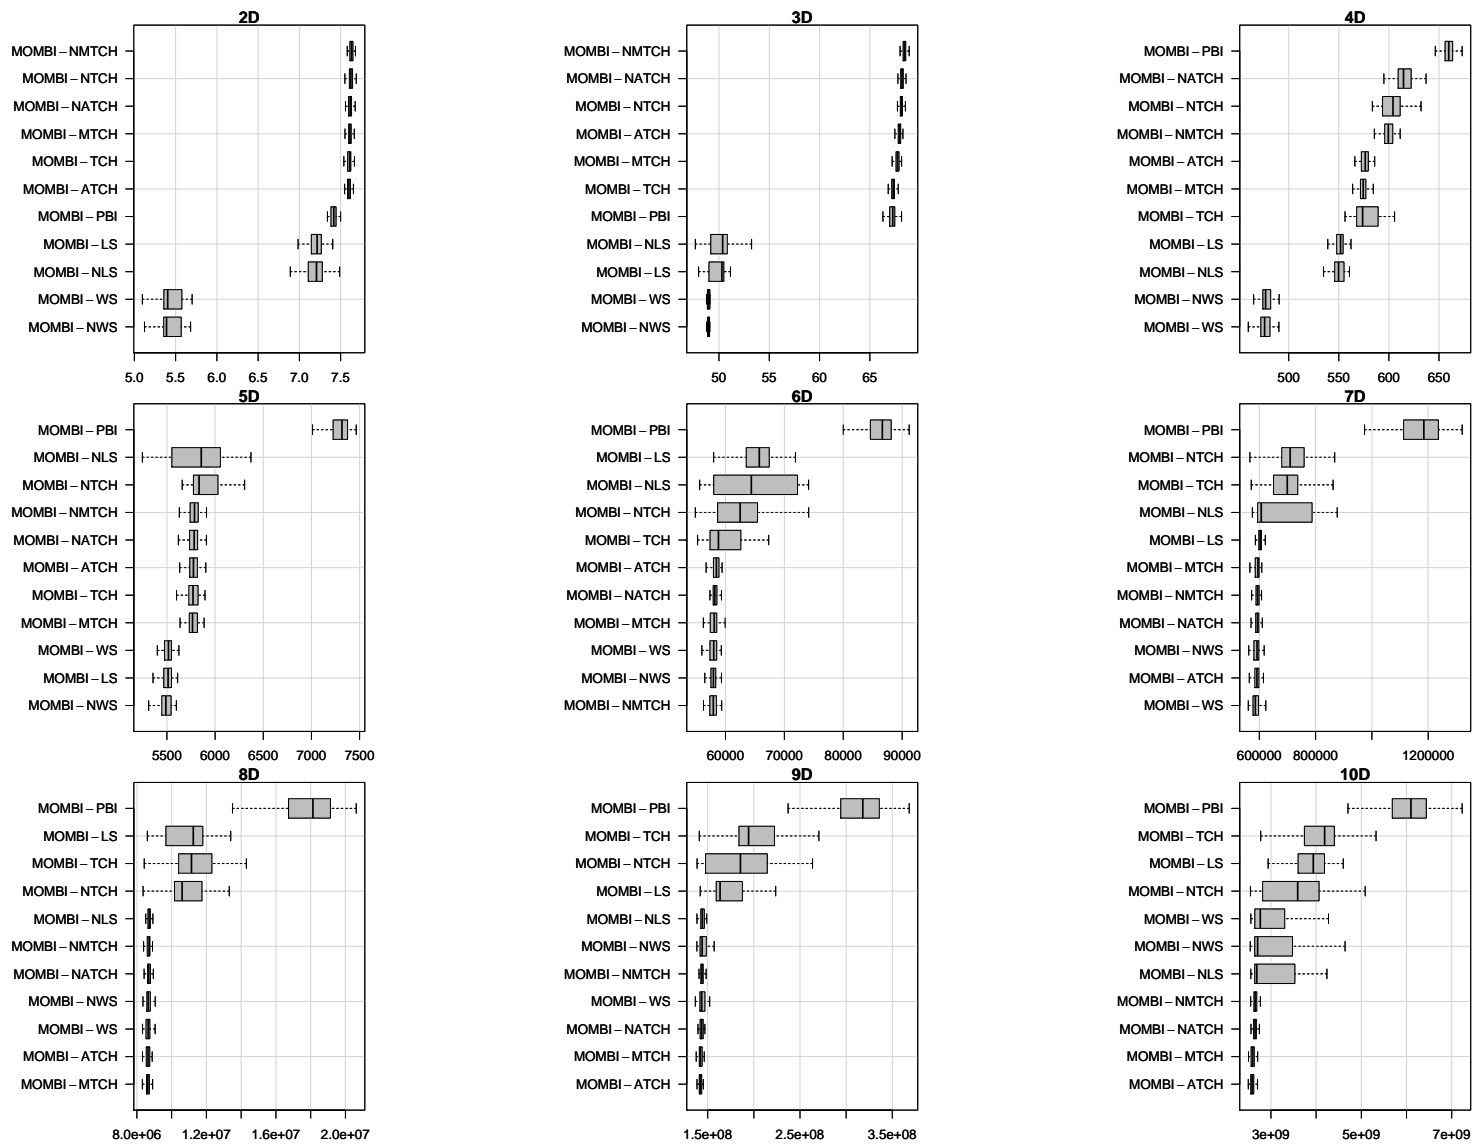 2D
MOMBI−NMTCH
MOMBI−NTCH
MOMBI−NATCH
MOMBI−MTCH
MOMBI−TCH
MOMBI−ATCH
MOMBI−PBI
MOMBI−LS
MOMBI−NLS
MOMBI−WS
MOMBI−NWS
5.0 5.5 6.0 6.5 7.0 7.5
3D
MOMBI−NMTCH
MOMBI−NATCH
MOMBI−NTCH
MOMBI−ATCH
MOMBI−MTCH
MOMBI−TCH
MOMBI−PBI
MOMBI−NLS
MOMBI−LS
MOMBI−WS
MOMBI−NWS
50 55 60 65
4D
MOMBI−PBI
MOMBI−NATCH
MOMBI−NTCH
MOMBI−NMTCH
MOMBI−ATCH
MOMBI−MTCH
MOMBI−TCH
MOMBI−LS
MOMBI−NLS
MOMBI−NWS
MOMBI−WS
500 550 600 650
5D
MOMBI−PBI
MOMBI−NLS
MOMBI−NTCH
MOMBI−NMTCH
MOMBI−NATCH
MOMBI−ATCH
MOMBI−TCH
MOMBI−MTCH
MOMBI−WS
MOMBI−LS
MOMBI−NWS
5500 6000 6500 7000 7500
6D
MOMBI−PBI
MOMBI−LS
MOMBI−NLS
MOMBI−NTCH
MOMBI−TCH
MOMBI−ATCH
MOMBI−NATCH
MOMBI−MTCH
MOMBI−WS
MOMBI−NWS
MOMBI−NMTCH
60000 70000 80000 90000
7D
MOMBI−PBI
MOMBI−NTCH
MOMBI−TCH
MOMBI−NLS
MOMBI−LS
MOMBI−MTCH
MOMBI−NMTCH
MOMBI−NATCH
MOMBI−NWS
MOMBI−ATCH
MOMBI−WS
600000 800000 1200000
8D
MOMBI−PBI
MOMBI−LS
MOMBI−TCH
MOMBI−NTCH
MOMBI−NLS
MOMBI−NMTCH
MOMBI−NATCH
MOMBI−NWS
MOMBI−WS
MOMBI−ATCH
MOMBI−MTCH
8.0e+06 1.2e+07 1.6e+07 2.0e+07
9D
MOMBI−PBI
MOMBI−TCH
MOMBI−NTCH
MOMBI−LS
MOMBI−NLS
MOMBI−NWS
MOMBI−NMTCH
MOMBI−WS
MOMBI−NATCH
MOMBI−MTCH
MOMBI−ATCH
1.5e+08 2.5e+08 3.5e+08
10D
MOMBI−PBI
MOMBI−TCH
MOMBI−LS
MOMBI−NTCH
MOMBI−WS
MOMBI−NWS
MOMBI−NLS
MOMBI−NMTCH
MOMBI−NATCH
MOMBI−MTCH
MOMBI−ATCH
3e+09 5e+09 7e+09